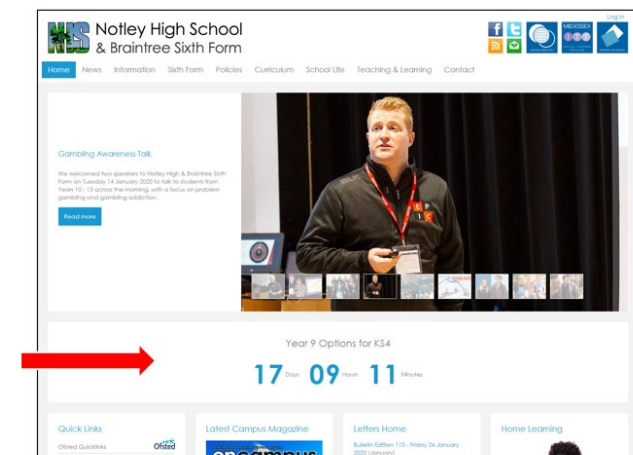 Log In
NHS
Notley High School
& Braintree Sixth Form
MIDESSEX
Home News Information Sixth Form Policies Curriculum School Life Teaching & Learning Contact
Gambling Awareness Talk
We welcomed two speakers to Notley High & Braintree Sixth
Form on Tuesday 14 January 2020 to talk to students from
Years 10 - 13 across the morning, with a focus on problem
gambling and gambling addiction.
Read more
EPIC
Year 9 Options for KS4
17 Days 09 Hours 11 Minutes
Quick Links
Ofsted Quicklinks
Ofsted
Latest Campus Magazine
oncampus
Letters Home
Bulletin Edition 115 - Friday 24 January
2020 (January)
Home Learning